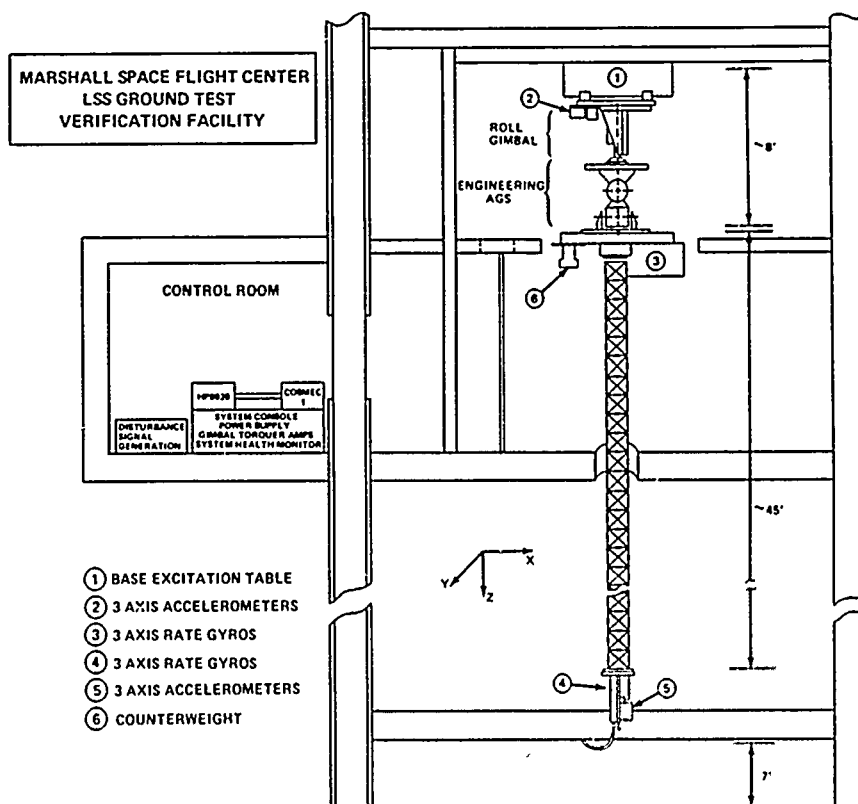 MARSHALL SPACE FLIGHT CENTER
LSS GROUND TEST
VERIFICATION FACILITY
1
2
ROLL
GIMBAL
~8'
ENGINEERING
AGS
3
6
CONTROL ROOM
COSMEC
1
DISTURBANCE
SIGNAL
GENERATION
SYSTEM CONSOLE
POWER SUPPLY
GIMBAL TORQUER AMPS
SYSTEM HEALTH MONITOR
~45'
X
Y
Z
1 BASE EXCITATION TABLE
2 3 AXIS ACCELEROMETERS
3 3 AXIS RATE GYROS
4 3 AXIS RATE GYROS
5 3 AXIS ACCELEROMETERS
6 COUNTERWEIGHT
4
5
7'